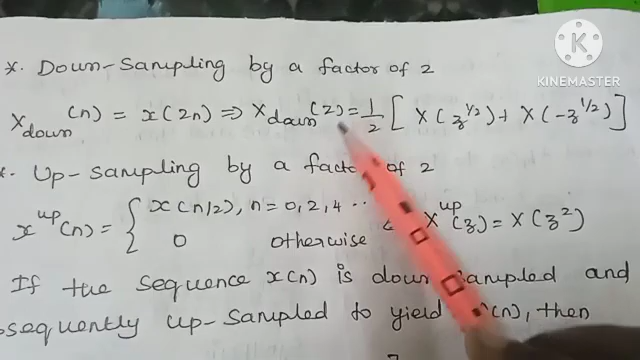 K
KINEMASTER
*. Down-Sampling by a factor of 2
x_down(n) = x(2n) ⇒ X_down(z) = 1/2 [ X(z^1/2) + X(-z^1/2) ]
*. Up-Sampling by a factor of 2
x^up(n) = { x(n/2), n = 0, 2, 4 ...
0 otherwise
X^up(z) = X(z^2)
If the sequence x(n) is down sampled and
sequently up-sampled to yield (n), then